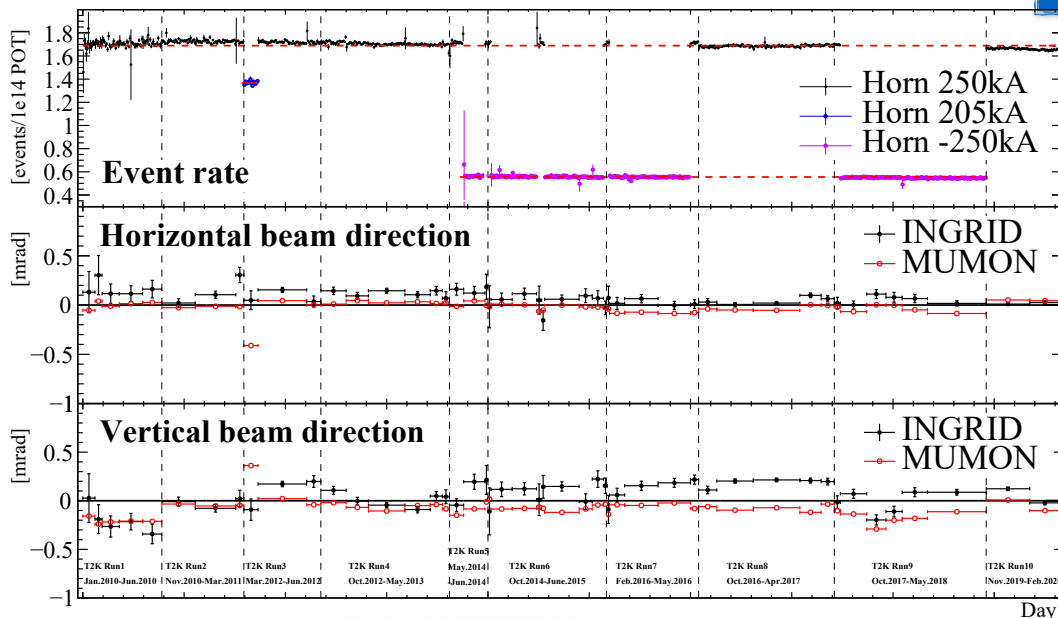 [events/1e14 POT]
1.8
1.6
1.4
1.2
1
0.8
0.6
0.4
Horn 250kA
Horn 205kA
Horn -250kA
Event rate
[mrad]
0.5
0
−0.5
−1
Horizontal beam direction
INGRID
MUMON
[mrad]
0.5
0
−0.5
−1
Vertical beam direction
INGRID
MUMON
T2K Run1
Jan.2010-Jun.2010
T2K Run2
Nov.2010-Mar.2011
T2K Run3
Mar.2012-Jun.2012
T2K Run4
Oct.2012-May.2013
T2K Run5
May.2014
Jun.2014
T2K Run6
Oct.2014-June.2015
T2K Run7
Feb.2016-May.2016
T2K Run8
Oct.2016-Apr.2017
T2K Run9
Oct.2017-May.2018
T2K Run10
Nov.2019-Feb.202
Day